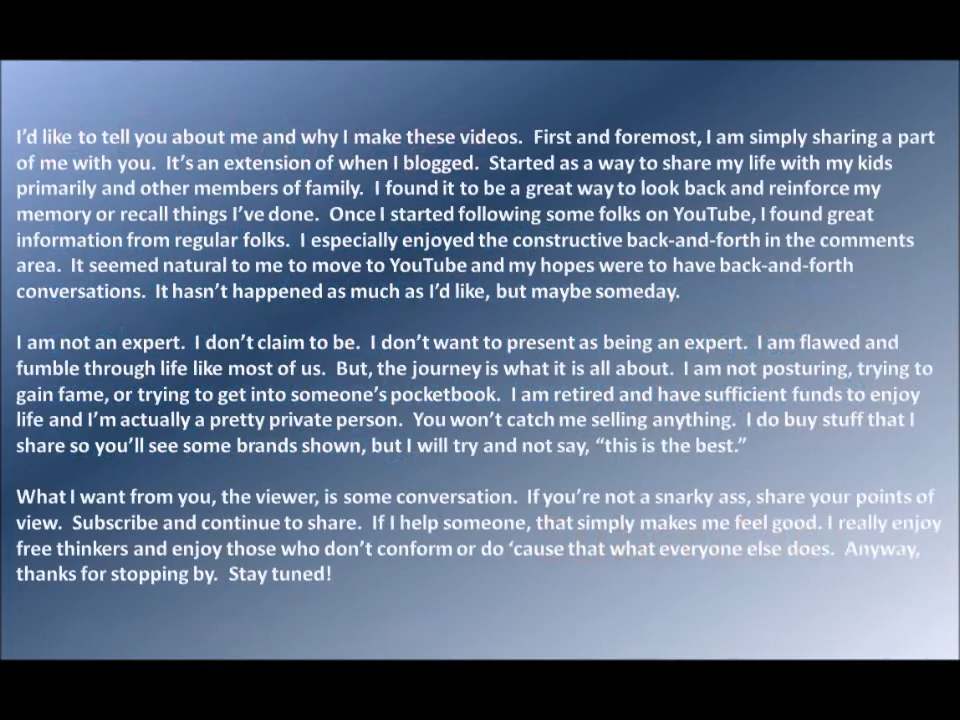 I’d like to tell you about me and why I make these videos.  First and foremost, I am simply sharing a part
of me with you.  It’s an extension of when I blogged.  Started as a way to share my life with my kids
primarily and other members of family.  I found it to be a great way to look back and reinforce my
memory or recall things I’ve done.  Once I started following some folks on YouTube, I found great
information from regular folks.  I especially enjoyed the constructive back-and-forth in the comments
area.  It seemed natural to me to move to YouTube and my hopes were to have back-and-forth
conversations.  It hasn’t happened as much as I’d like, but maybe someday.
I am not an expert.  I don’t claim to be.  I don’t want to present as being an expert.  I am flawed and
fumble through life like most of us.  But, the journey is what it is all about.  I am not posturing, trying to
gain fame, or trying to get into someone’s pocketbook.  I am retired and have sufficient funds to enjoy
life and I’m actually a pretty private person.  You won’t catch me selling anything.  I do buy stuff that I
share so you’ll see some brands shown, but I will try and not say, “this is the best.”
What I want from you, the viewer, is some conversation.  If you’re not a snarky ass, share your points of
view.  Subscribe and continue to share.  If I help someone, that simply makes me feel good. I really enjoy
free thinkers and enjoy those who don’t conform or do ‘cause that what everyone else does.  Anyway,
thanks for stopping by.  Stay tuned!